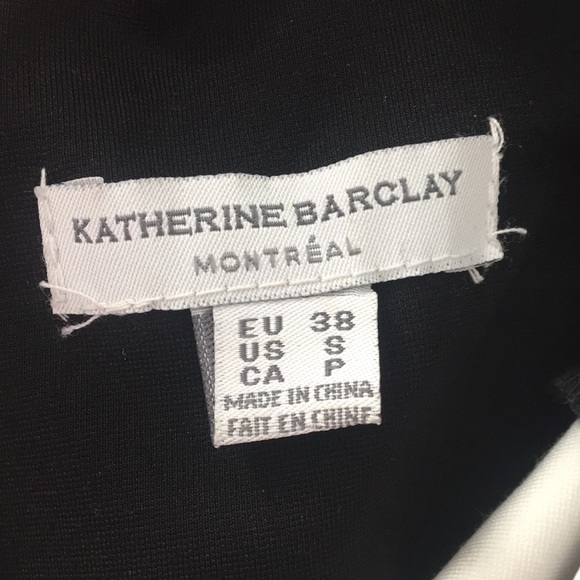 KATHERINE BARCLAY
MONTRÉAL
EU 38
US S
CA P
MADE IN CHINA
FAIT EN CHINE